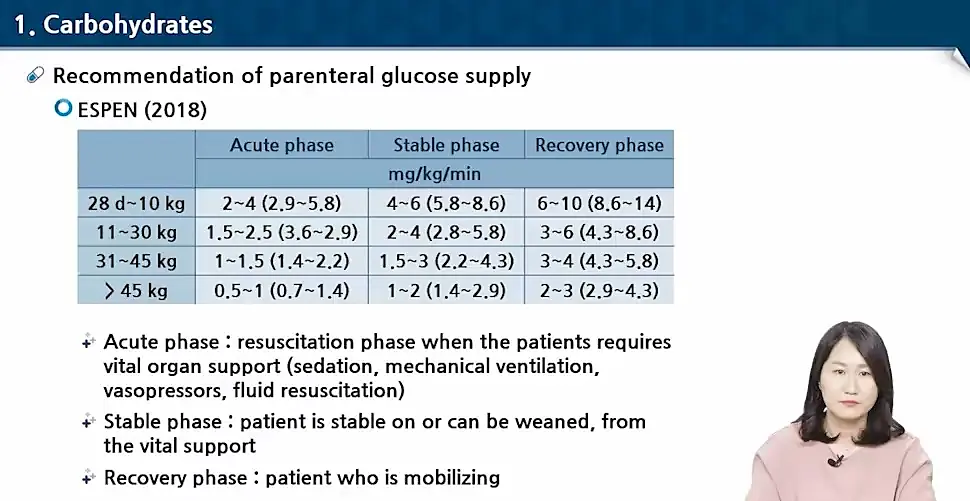 1. Carbohydrates
Recommendation of parenteral glucose supply
ESPEN (2018)
Acute phase Stable phase Recovery phase
mg/kg/min
28 d~10 kg 2~4 (2.9~5.8) 4~6 (5.8~8.6) 6~10 (8.6~14)
11~30 kg 1.5~2.5 (3.6~2.9) 2~4 (2.8~5.8) 3~6 (4.3~8.6)
31~45 kg 1~1.5 (1.4~2.2) 1.5~3 (2.2~4.3) 3~4 (4.3~5.8)
> 45 kg 0.5~1 (0.7~1.4) 1~2 (1.4~2.9) 2~3 (2.9~4.3)
Acute phase : resuscitation phase when the patients requires
vital organ support (sedation, mechanical ventilation,
vasopressors, fluid resuscitation)
Stable phase : patient is stable on or can be weaned, from
the vital support
Recovery phase : patient who is mobilizing